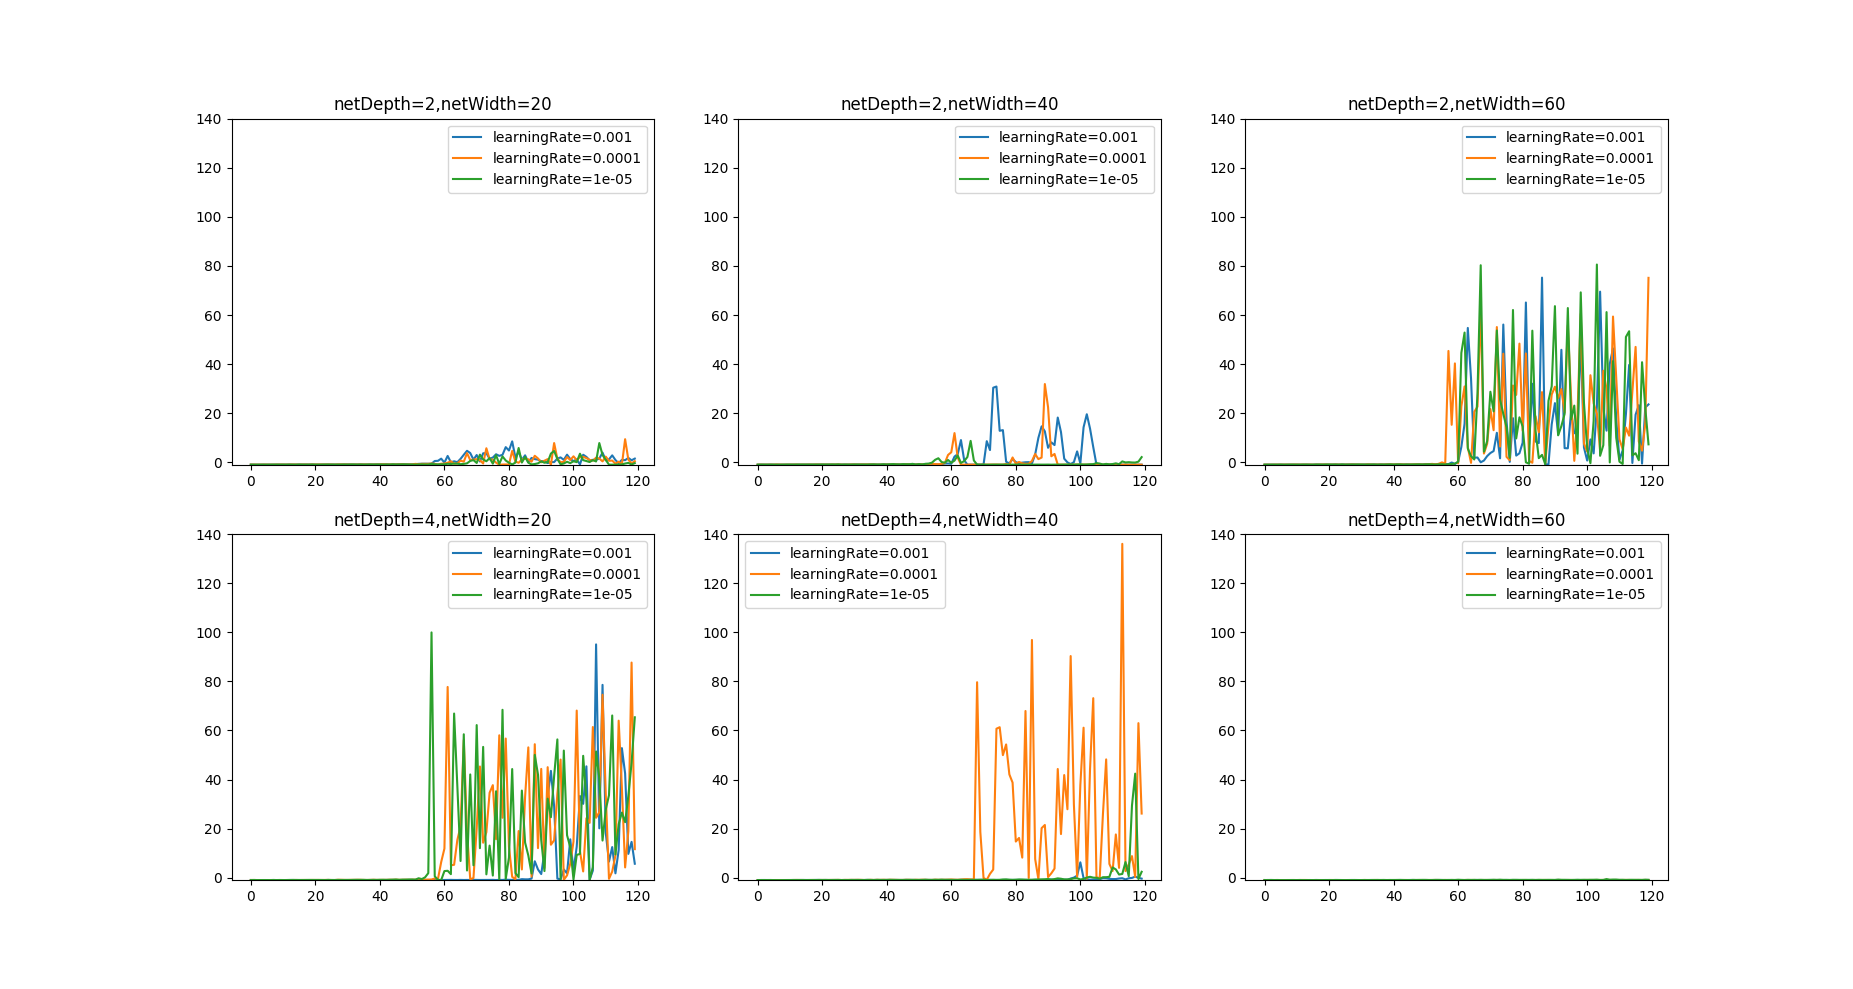 netDepth=2,netWidth=20
140
120
100
80
60
40
20
0
learningRate=0.001
learningRate=0.0001
learningRate=1e-05
0 20 40 60 80 100 120
netDepth=2,netWidth=40
140
120
100
80
60
40
20
0
learningRate=0.001
learningRate=0.0001
learningRate=1e-05
0 20 40 60 80 100 120
netDepth=2,netWidth=60
140
120
100
80
60
40
20
0
learningRate=0.001
learningRate=0.0001
learningRate=1e-05
0 20 40 60 80 100 120
netDepth=4,netWidth=20
140
120
100
80
60
40
20
0
learningRate=0.001
learningRate=0.0001
learningRate=1e-05
0 20 40 60 80 100 120
netDepth=4,netWidth=40
140
120
100
80
60
40
20
0
learningRate=0.001
learningRate=0.0001
learningRate=1e-05
0 20 40 60 80 100 120
netDepth=4,netWidth=60
140
120
100
80
60
40
20
0
learningRate=0.001
learningRate=0.0001
learningRate=1e-05
0 20 40 60 80 100 120